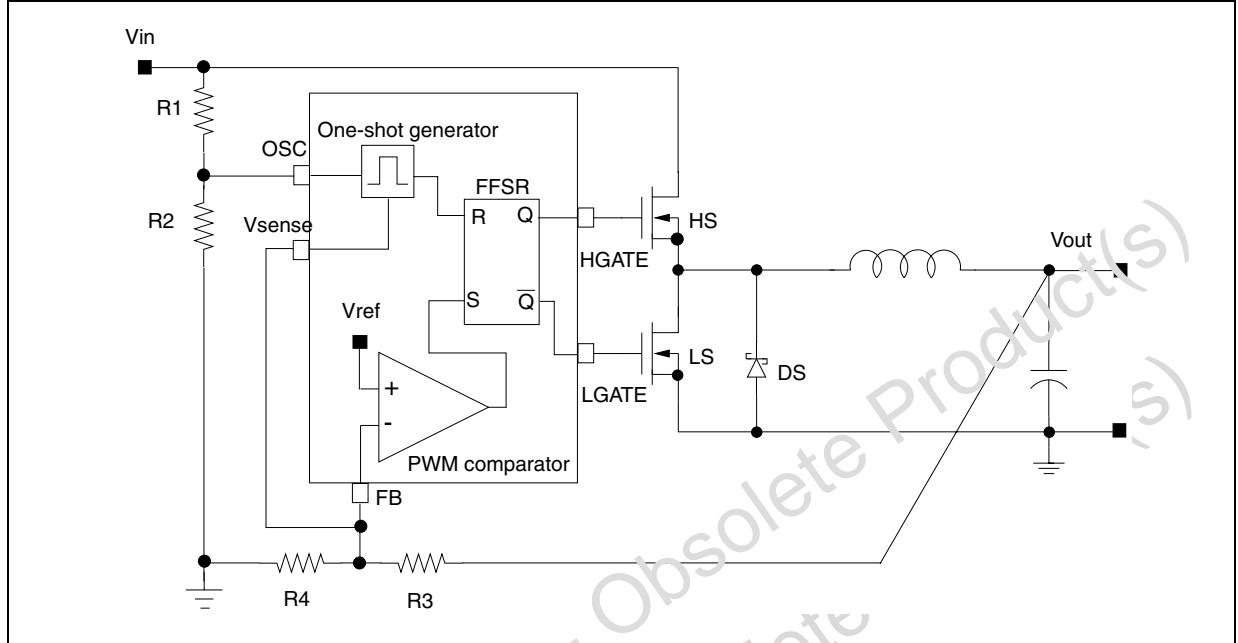 Vin
R1
One-shot generator
OSC
FFSR
R2
R
Q
HS
Vsense
Vout
HGATE
Vref
S
Q
LS
+
DS
LGATE
-
PWM comparator
FB
R4
R3
Obsolete Product(s)